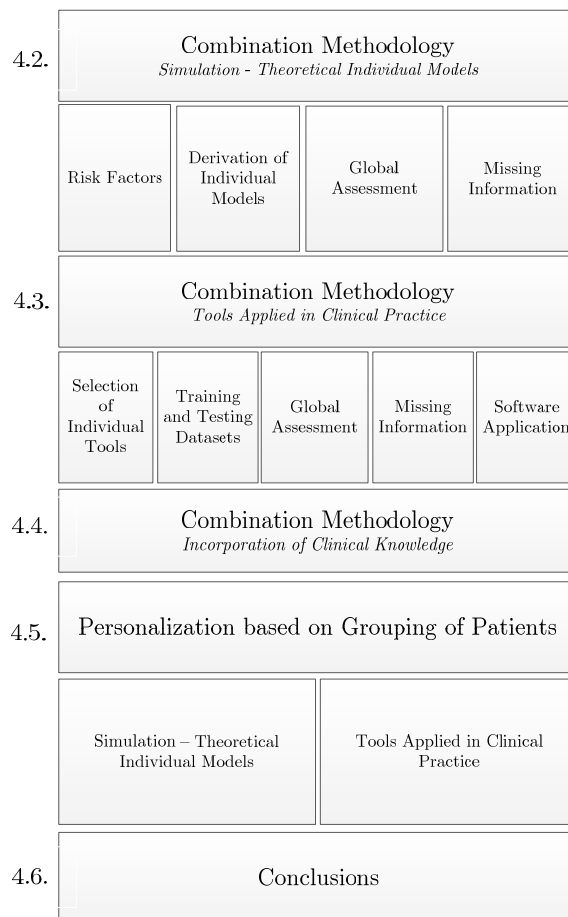 4.2.
Combination Methodology
Simulation - Theoretical Individual Models
Risk Factors
Derivation of
Individual
Models
Global
Assessment
Missing
Information
4.3.
Combination Methodology
Tools Applied in Clinical Practice
Selection
of
Individual
Tools
Training
and Testing
Datasets
Global
Assessment
Missing
Information
Software
Application
4.4.
Combination Methodology
Incorporation of Clinical Knowledge
4.5.
Personalization based on Grouping of Patients
Simulation – Theoretical
Individual Models
Tools Applied in Clinical
Practice
4.6.
Conclusions